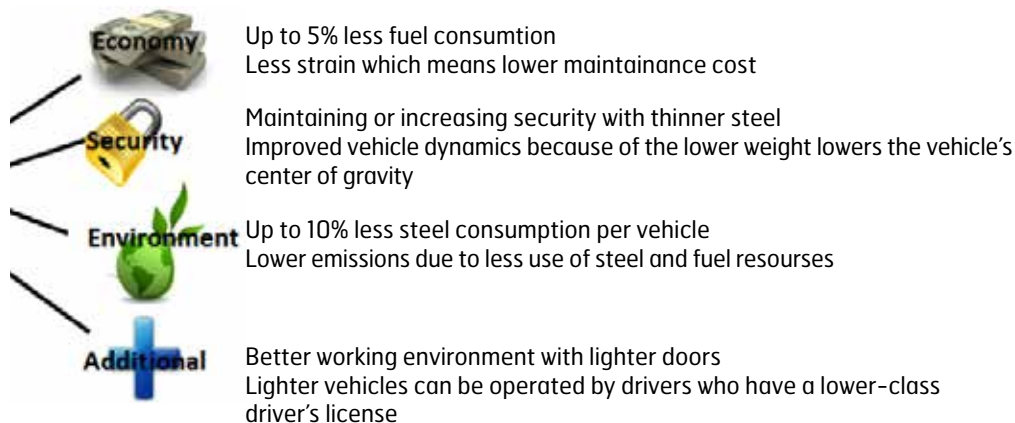 Economy
Up to 5% less fuel consumtion
Less strain which means lower maintainance cost
Security
Maintaining or increasing security with thinner steel
Improved vehicle dynamics because of the lower weight lowers the vehicle's
center of gravity
Environment
Up to 10% less steel consumption per vehicle
Lower emissions due to less use of steel and fuel resourses
Additional
Better working environment with lighter doors
Lighter vehicles can be operated by drivers who have a lower-class
driver's license